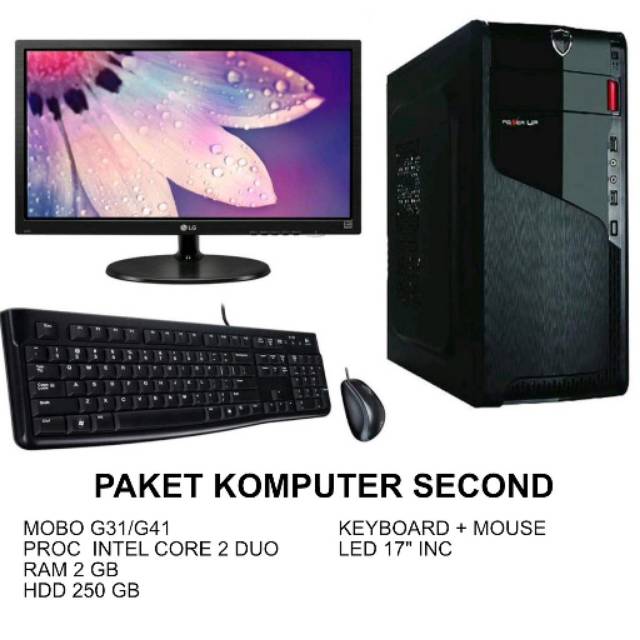 LG
POWER UP
PAKET KOMPUTER SECOND
MOBO G31/G41
PROC INTEL CORE 2 DUO
RAM 2 GB
HDD 250 GB
KEYBOARD + MOUSE
LED 17" INC